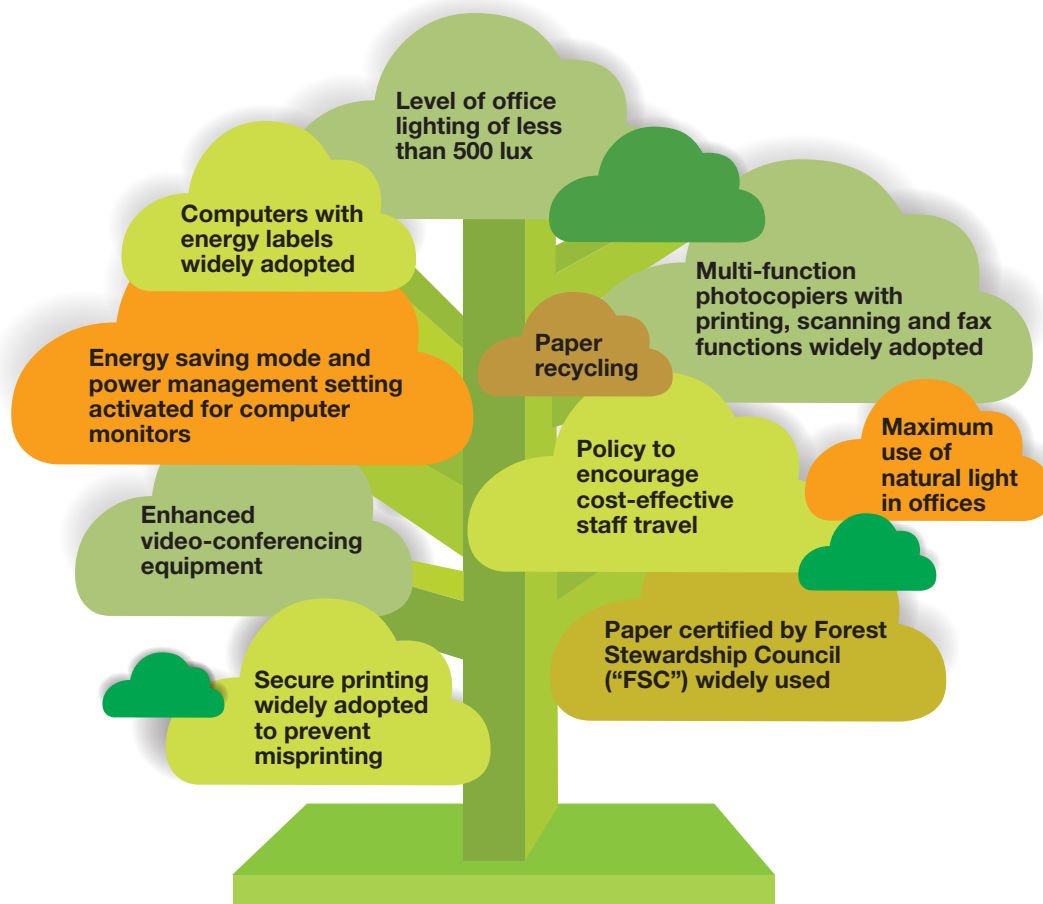 Level of office
lighting of less
than 500 lux
Computers with
energy labels
widely adopted
Multi-function
photocopiers with
printing, scanning and fax
functions widely adopted
Paper
recycling
Energy saving mode and
power management setting
activated for computer
monitors
Maximum
use of
natural light
in offices
Policy to
encourage
cost-effective
staff travel
Enhanced
video-conferencing
equipment
Paper certified by Forest
Stewardship Council
(“FSC”) widely used
Secure printing
widely adopted
to prevent
misprinting